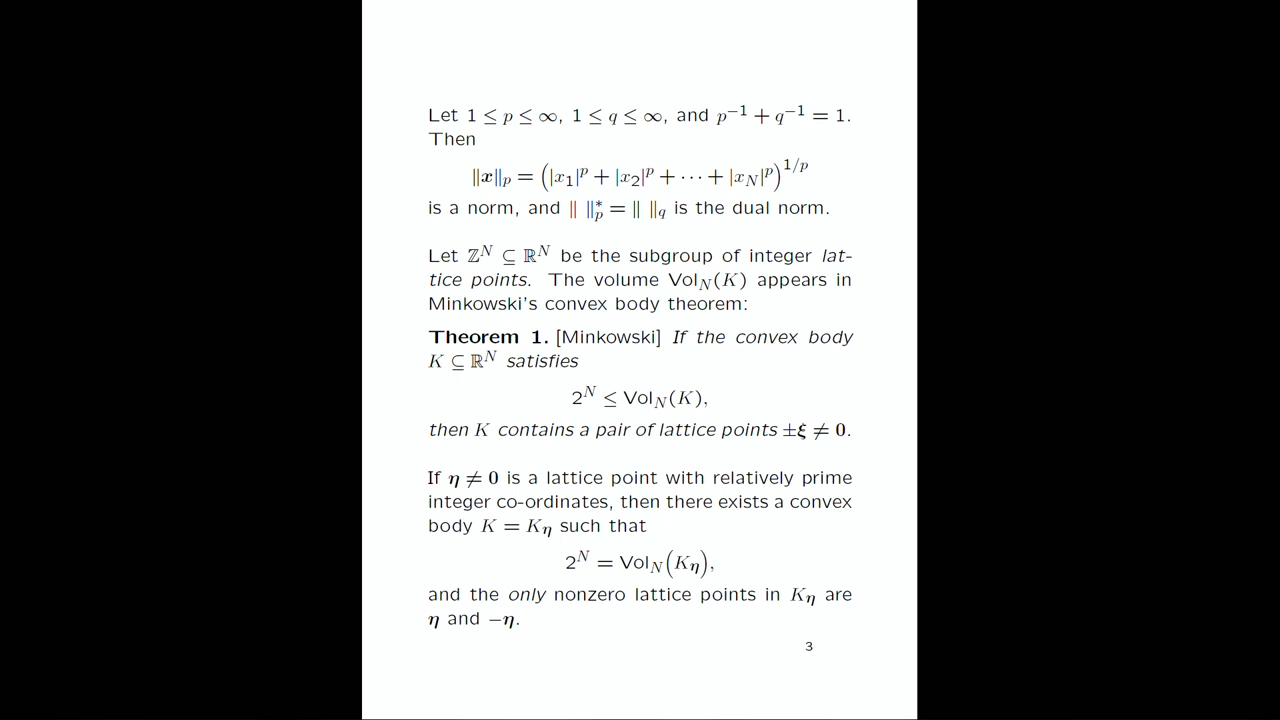 Let 1 ≤ p ≤ ∞, 1 ≤ q ≤ ∞, and p⁻¹ + q⁻¹ = 1.
Then
‖x‖_p = (|x₁|^p + |x₂|^p + ⋯ + |x_N|^p)^{1/p}
is a norm, and ‖ ‖*_p = ‖ ‖_q is the dual norm.
Let ℤ^N ⊆ ℝ^N be the subgroup of integer lat-
tice points. The volume Vol_N(K) appears in
Minkowski's convex body theorem:
Theorem 1. [Minkowski] If the convex body
K ⊆ ℝ^N satisfies
2^N ≤ Vol_N(K),
then K contains a pair of lattice points ±ξ ≠ 0.
If η ≠ 0 is a lattice point with relatively prime
integer co-ordinates, then there exists a convex
body K = K_η such that
2^N = Vol_N(K_η),
and the only nonzero lattice points in K_η are
η and −η.
3